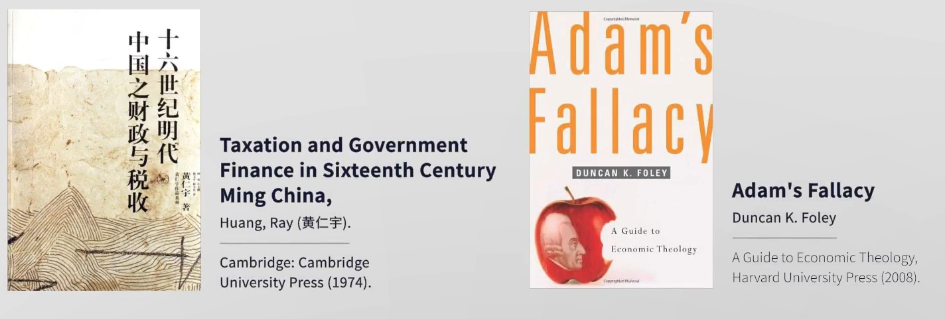 十六世纪明代
中国之财政与税收
黄仁宇 著
Taxation and Government
Finance in Sixteenth Century
Ming China,
Huang, Ray (黄仁宇).
Cambridge: Cambridge
University Press (1974).
Adam's
Fallacy
DUNCAN K. FOLEY
A Guide to
Economic Theology
Adam's Fallacy
Duncan K. Foley
A Guide to Economic Theology,
Harvard University Press (2008).